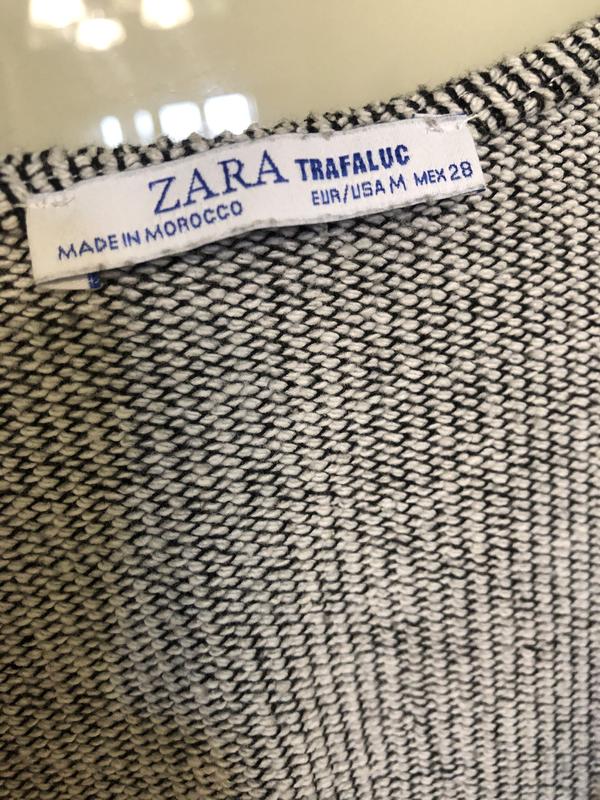 ZARA TRAFALUC
EUR/USA M MEX 28
MADE IN MOROCCO